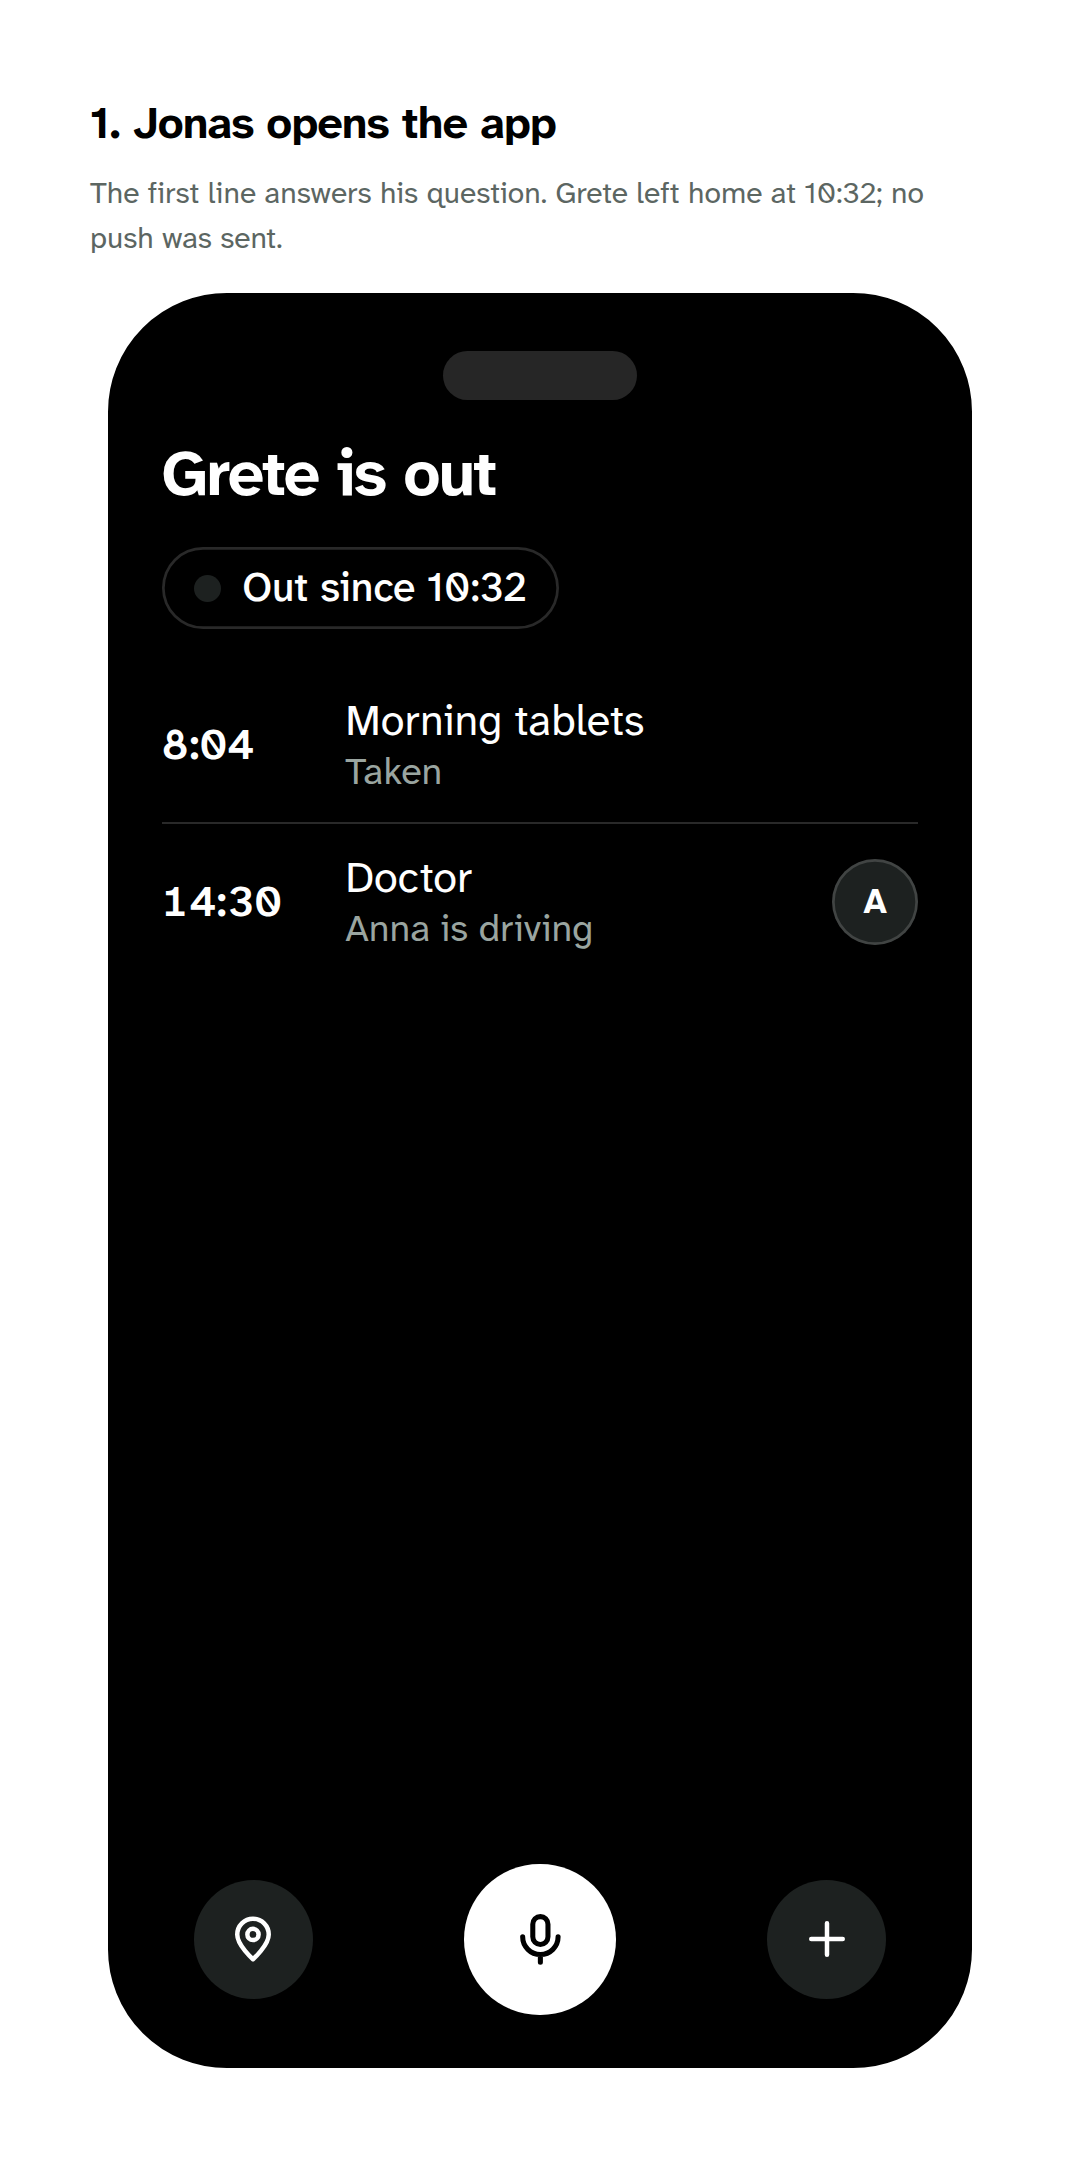 1. Jonas opens the app
The first line answers his question. Grete left home at 10:32; no
push was sent.
Grete is out
Out since 10:32
8:04
Morning tablets
Taken
14:30
Doctor
Anna is driving
A